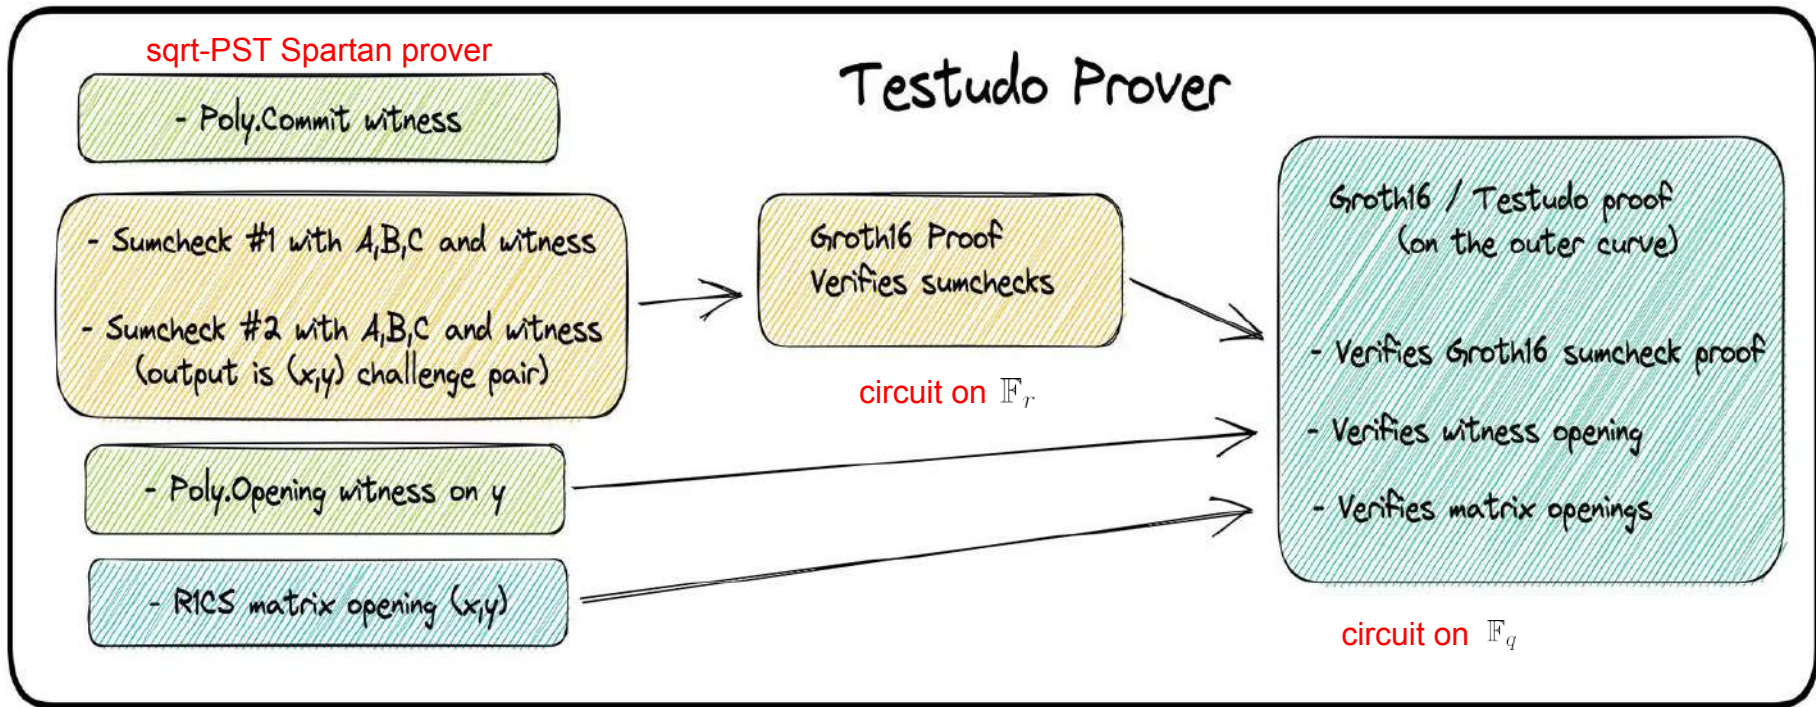 sqrt-PST Spartan prover
Testudo Prover
- Poly.Commit witness
- Sumcheck #1 with A,B,C and witness
- Sumcheck #2 with A,B,C and witness
(output is (x,y) challenge pair)
- Poly.Opening witness on y
- R1CS matrix opening (x,y)
Groth16 Proof
Verifies sumchecks
circuit on 𝔽_r
Groth16 / Testudo proof
(on the outer curve)
- Verifies Groth16 sumcheck proof
- Verifies witness opening
- Verifies matrix openings
circuit on 𝔽_q